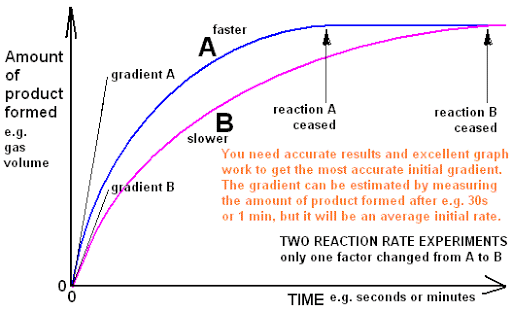 Amount
of
product
formed
e.g.
gas
volume
A
faster
gradient A
B
slower
gradient B
reaction A
ceased
reaction B
ceased
You need accurate results and excellent graph
work to get the most accurate initial gradient.
The gradient can be estimated by measuring
the amount of product formed after e.g. 30s
or 1 min, but it will be an average initial rate.
TWO REACTION RATE EXPERIMENTS
only one factor changed from A to B
0
0
TIME e.g. seconds or minutes